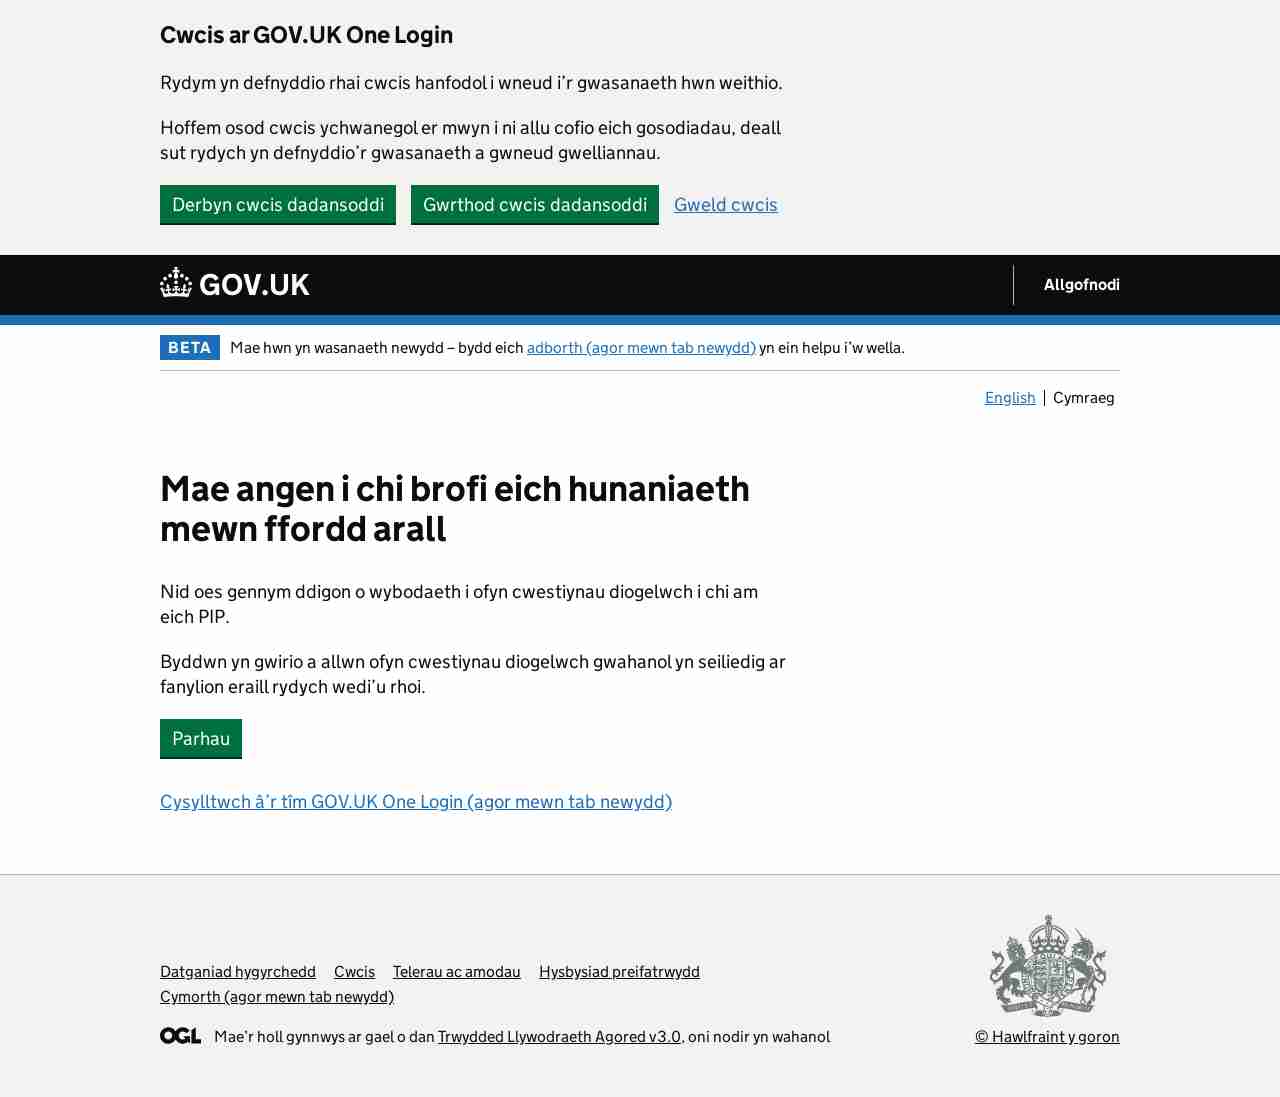 Cwcis ar GOV.UK One Login
Rydym yn defnyddio rhai cwcis hanfodol i wneud i’r gwasanaeth hwn weithio.
Hoffem osod cwcis ychwanegol er mwyn i ni allu cofio eich gosodiadau, deall
sut rydych yn defnyddio’r gwasanaeth a gwneud gwelliannau.
Derbyn cwcis dadansoddi Gwrthod cwcis dadansoddi Gweld cwcis
GOV.UK Allgofnodi
BETA Mae hwn yn wasanaeth newydd – bydd eich adborth (agor mewn tab newydd) yn ein helpu i’w wella.
English Cymraeg
Mae angen i chi brofi eich hunaniaeth
mewn ffordd arall
Nid oes gennym ddigon o wybodaeth i ofyn cwestiynau diogelwch i chi am
eich PIP.
Byddwn yn gwirio a allwn ofyn cwestiynau diogelwch gwahanol yn seiliedig ar
fanylion eraill rydych wedi’u rhoi.
Parhau
Cysylltwch â’r tîm GOV.UK One Login (agor mewn tab newydd)
Datganiad hygyrchedd Cwcis Telerau ac amodau Hysbysiad preifatrwydd
Cymorth (agor mewn tab newydd)
OGL Mae’r holl gynnwys ar gael o dan Trwydded Llywodraeth Agored v3.0, oni nodir yn wahanol
© Hawlfraint y goron